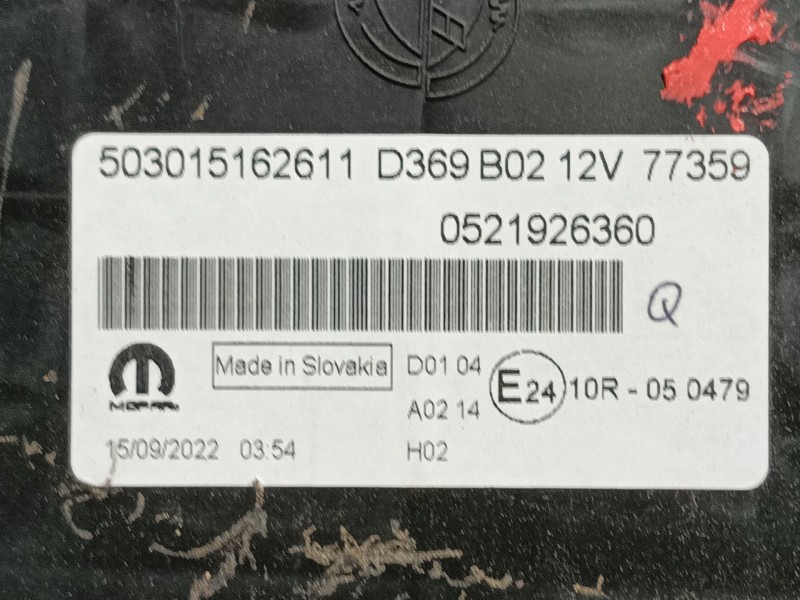 503015162611 D369 B02 12V 77359
0521926360
Q
MOPAR
Made in Slovakia
D01 04
E24 10R - 05 0479
A02 14
15/09/2022 03:54
H02